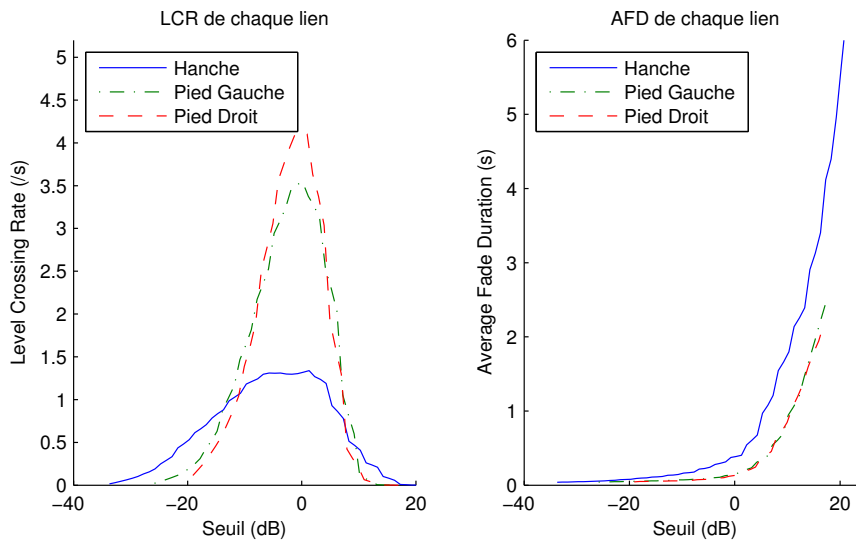 LCR de chaque lien
Level Crossing Rate (/s)
5
4.5
4
3.5
3
2.5
2
1.5
1
0.5
0
Hanche
Pied Gauche
Pied Droit
−40
−20
0
20
Seuil (dB)
AFD de chaque lien
Average Fade Duration (s)
6
5
4
3
2
1
0
Hanche
Pied Gauche
Pied Droit
−40
−20
0
20
Seuil (dB)